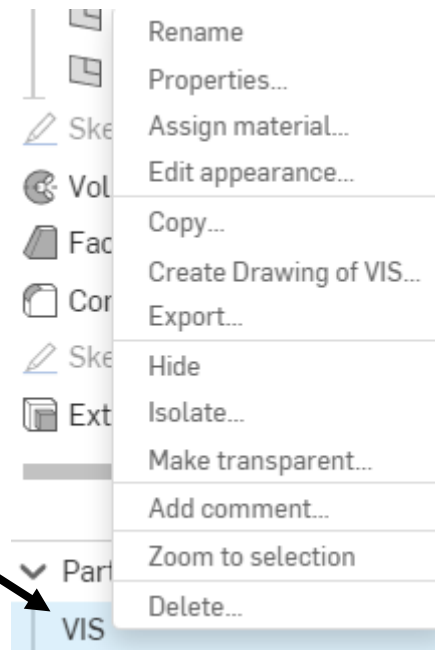 Rename
Properties...
Assign material...
Edit appearance...
Copy...
Create Drawing of VIS...
Export...
Hide
Isolate...
Make transparent...
Add comment...
Zoom to selection
Delete...
Ske
Vol
Fac
Cor
Ske
Ext
Part
VIS